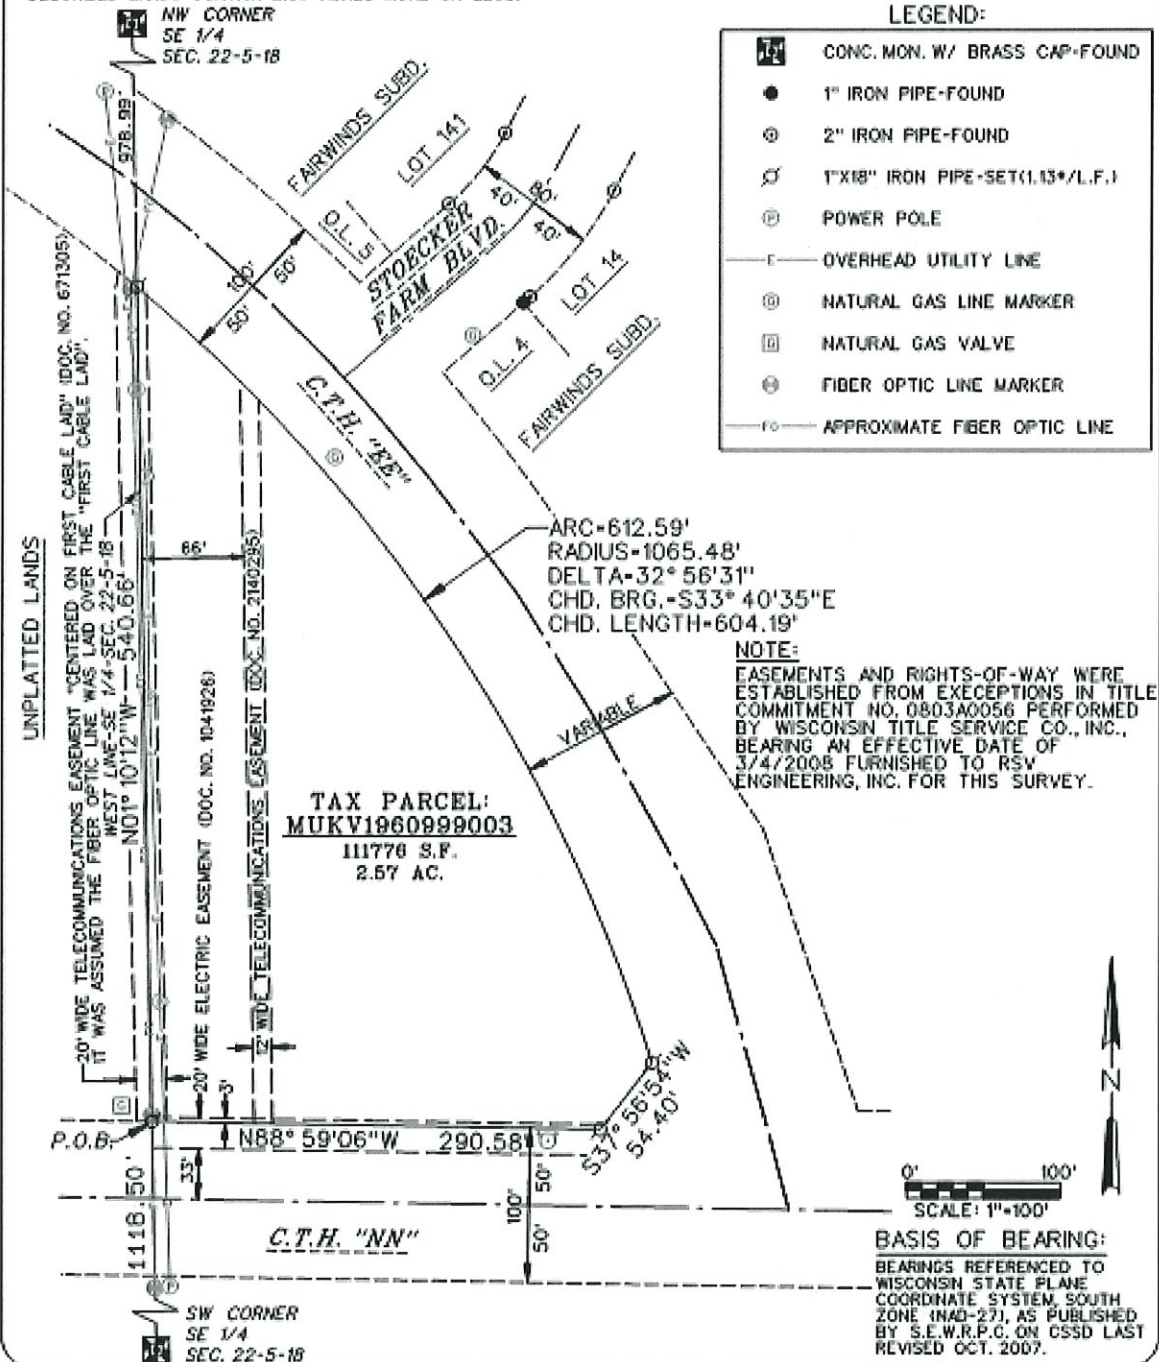 NW CORNER
SE 1/4
SEC. 22-5-18
978.99'
LEGEND:
CONC. MON. W/ BRASS CAP-FOUND
1" IRON PIPE-FOUND
2" IRON PIPE-FOUND
1"X18" IRON PIPE-SET(1.13#/L.F.)
P POWER POLE
E OVERHEAD UTILITY LINE
G NATURAL GAS LINE MARKER
G NATURAL GAS VALVE
FIBER OPTIC LINE MARKER
FO APPROXIMATE FIBER OPTIC LINE
FAIRWINDS SUBD.
LOT 141
O.L. 5
STOECKER
FARM BLVD.
40' 80'
40'
LOT 14
O.L. 4
FAIRWINDS SUBD.
100' 50'
50'
C.T.H. "EE"
UNPLATTED LANDS
20' WIDE TELECOMMUNICATIONS EASEMENT "CENTERED ON FIRST CABLE LAID" (DOC. NO. 671305)
IT WAS ASSUMED THE FIBER OPTIC LINE WAS LAID OVER THE "FIRST CABLE LAID".
WEST LINE-SE 1/4-SEC. 22-5-18
N01° 10'12"W 540.66'
66'
20' WIDE ELECTRIC EASEMENT (DOC. NO. 1041926)
12' WIDE TELECOMMUNICATIONS EASEMENT (DOC. NO. 2140295)
ARC=612.59'
RADIUS=1065.48'
DELTA=32° 56'31"
CHD. BRG.=S33° 40'35"E
CHD. LENGTH=604.19'
NOTE:
EASEMENTS AND RIGHTS-OF-WAY WERE
ESTABLISHED FROM EXECEPTIONS IN TITLE
COMMITMENT NO. 0803A0056 PERFORMED
BY WISCONSIN TITLE SERVICE CO., INC.,
BEARING AN EFFECTIVE DATE OF
3/4/2008 FURNISHED TO RSV
ENGINEERING, INC. FOR THIS SURVEY.
VARIABLE
TAX PARCEL:
MUKV1960999003
111776 S.F.
2.57 AC.
3'
S37° 56'54"W
54.40'
P.O.B.
N88° 59'06"W 290.58'
33'
1118.50'
100' 50'
50'
C.T.H. "NN"
N
0' 100'
SCALE: 1"=100'
BASIS OF BEARING:
BEARINGS REFERENCED TO
WISCONSIN STATE PLANE
COORDINATE SYSTEM, SOUTH
ZONE (NAD-27), AS PUBLISHED
BY S.E.W.R.P.C. ON CSSD LAST
REVISED OCT. 2007.
SW CORNER
SE 1/4
SEC. 22-5-18